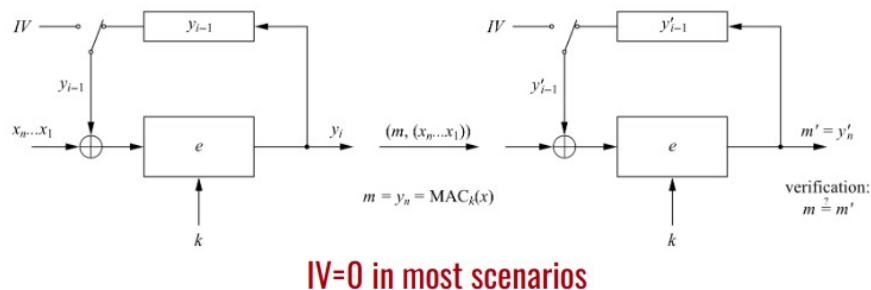 IV
y_{i−1}
y_{i−1}
x_n...x_1
e
y_i
k
(m, (x_n...x_1))
m = y_n = MAC_k(x)
IV
y'_{i−1}
y'_{i−1}
e
m' = y'_n
k
verification:
m ≟ m'
IV=0 in most scenarios